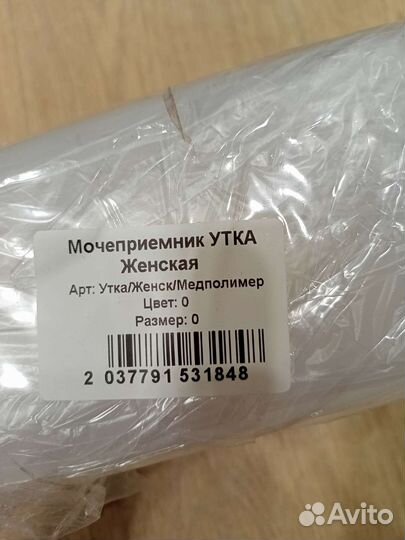 Мочеприемник УТКА
Женская
Арт: Утка/Женск/Медполимер
Цвет: 0
Размер: 0
2 037791 531848
Avito